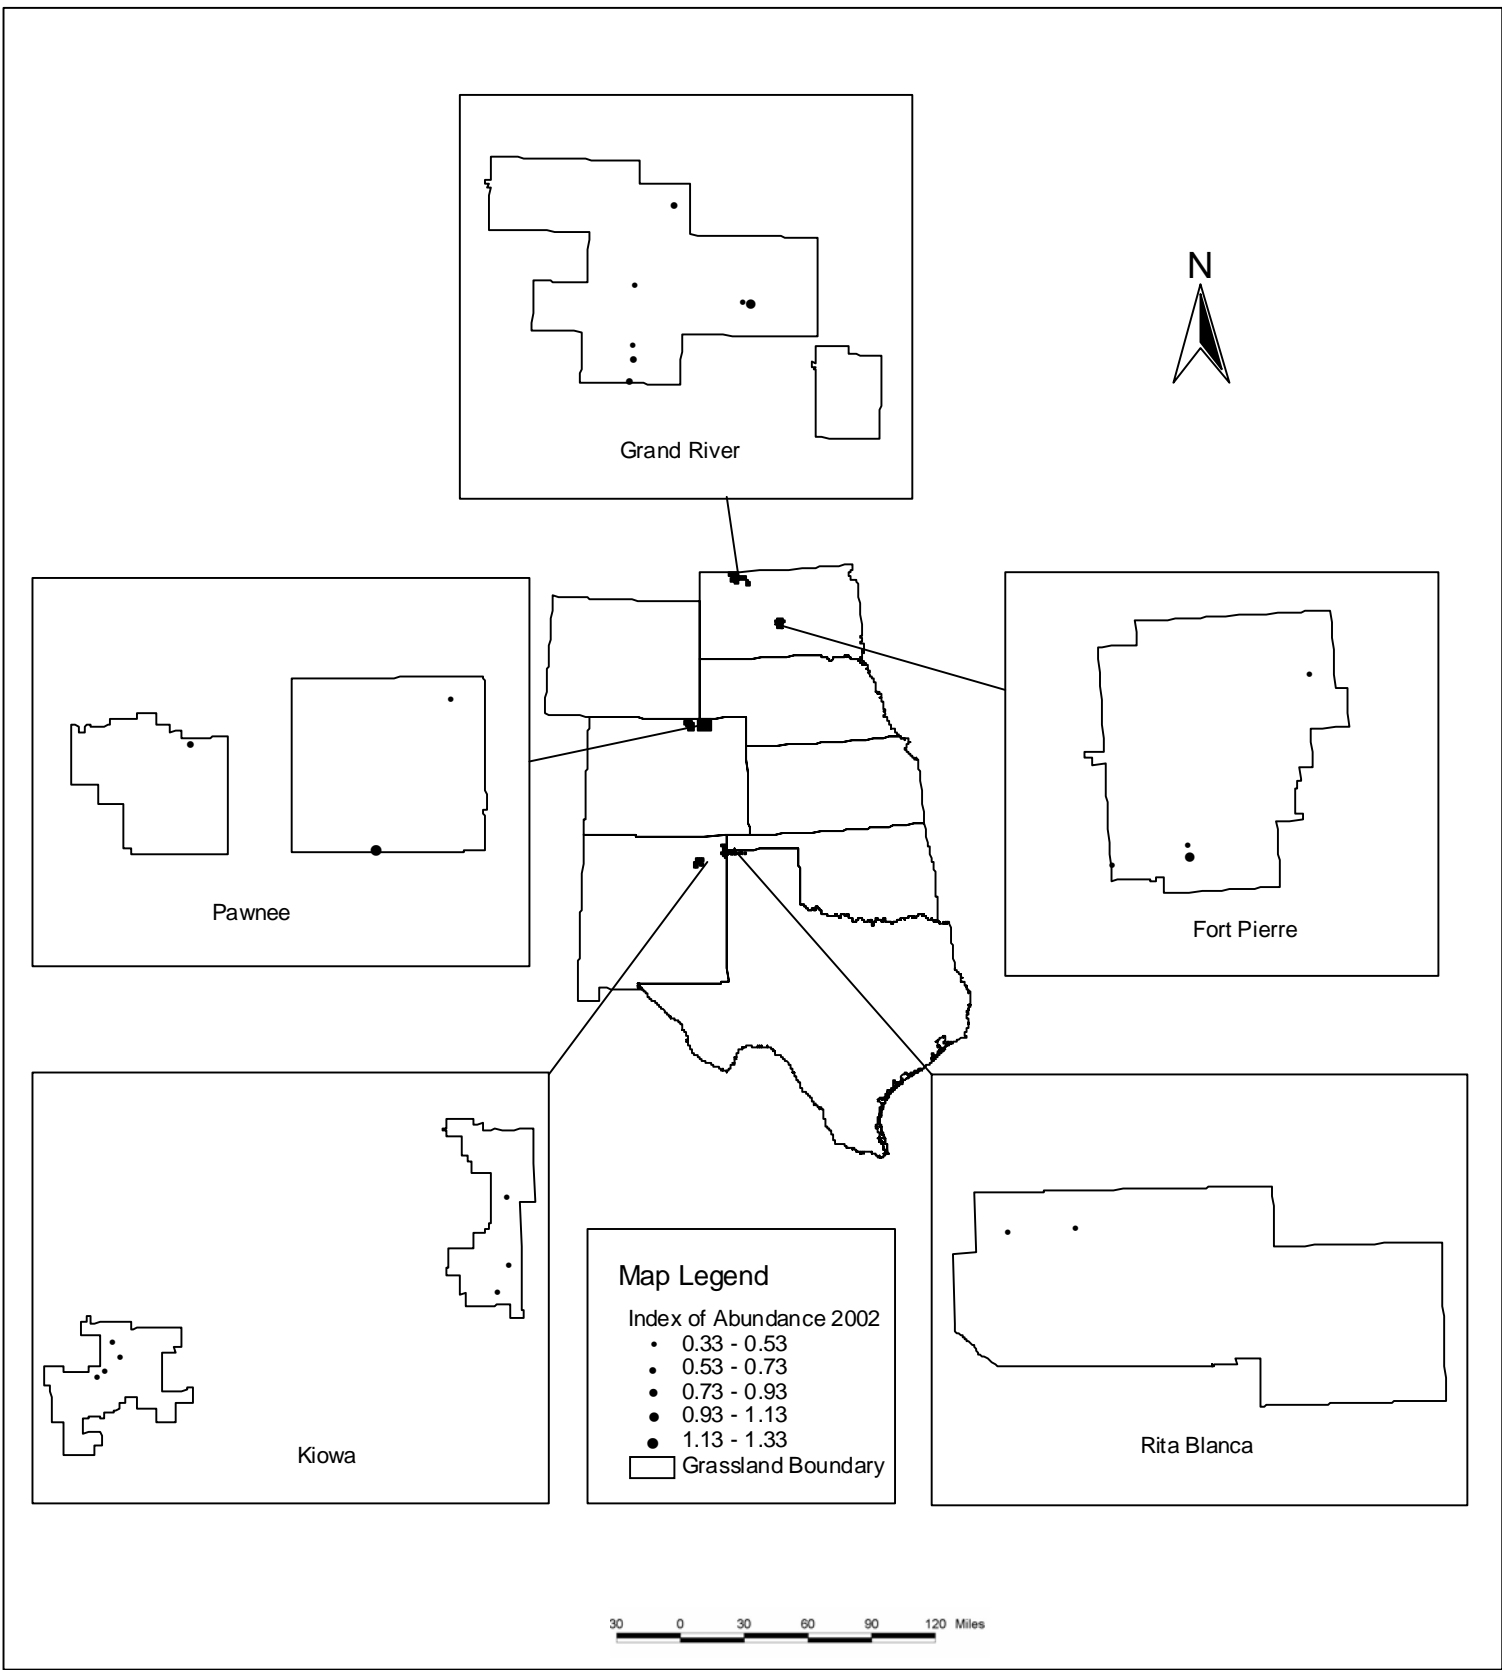 N
Grand River
Pawnee
Fort Pierre
Kiowa
Map Legend
Index of Abundance 2002
0.33 - 0.53
0.53 - 0.73
0.73 - 0.93
0.93 - 1.13
1.13 - 1.33
Grassland Boundary
Rita Blanca
30 0 30 60 90 120 Miles